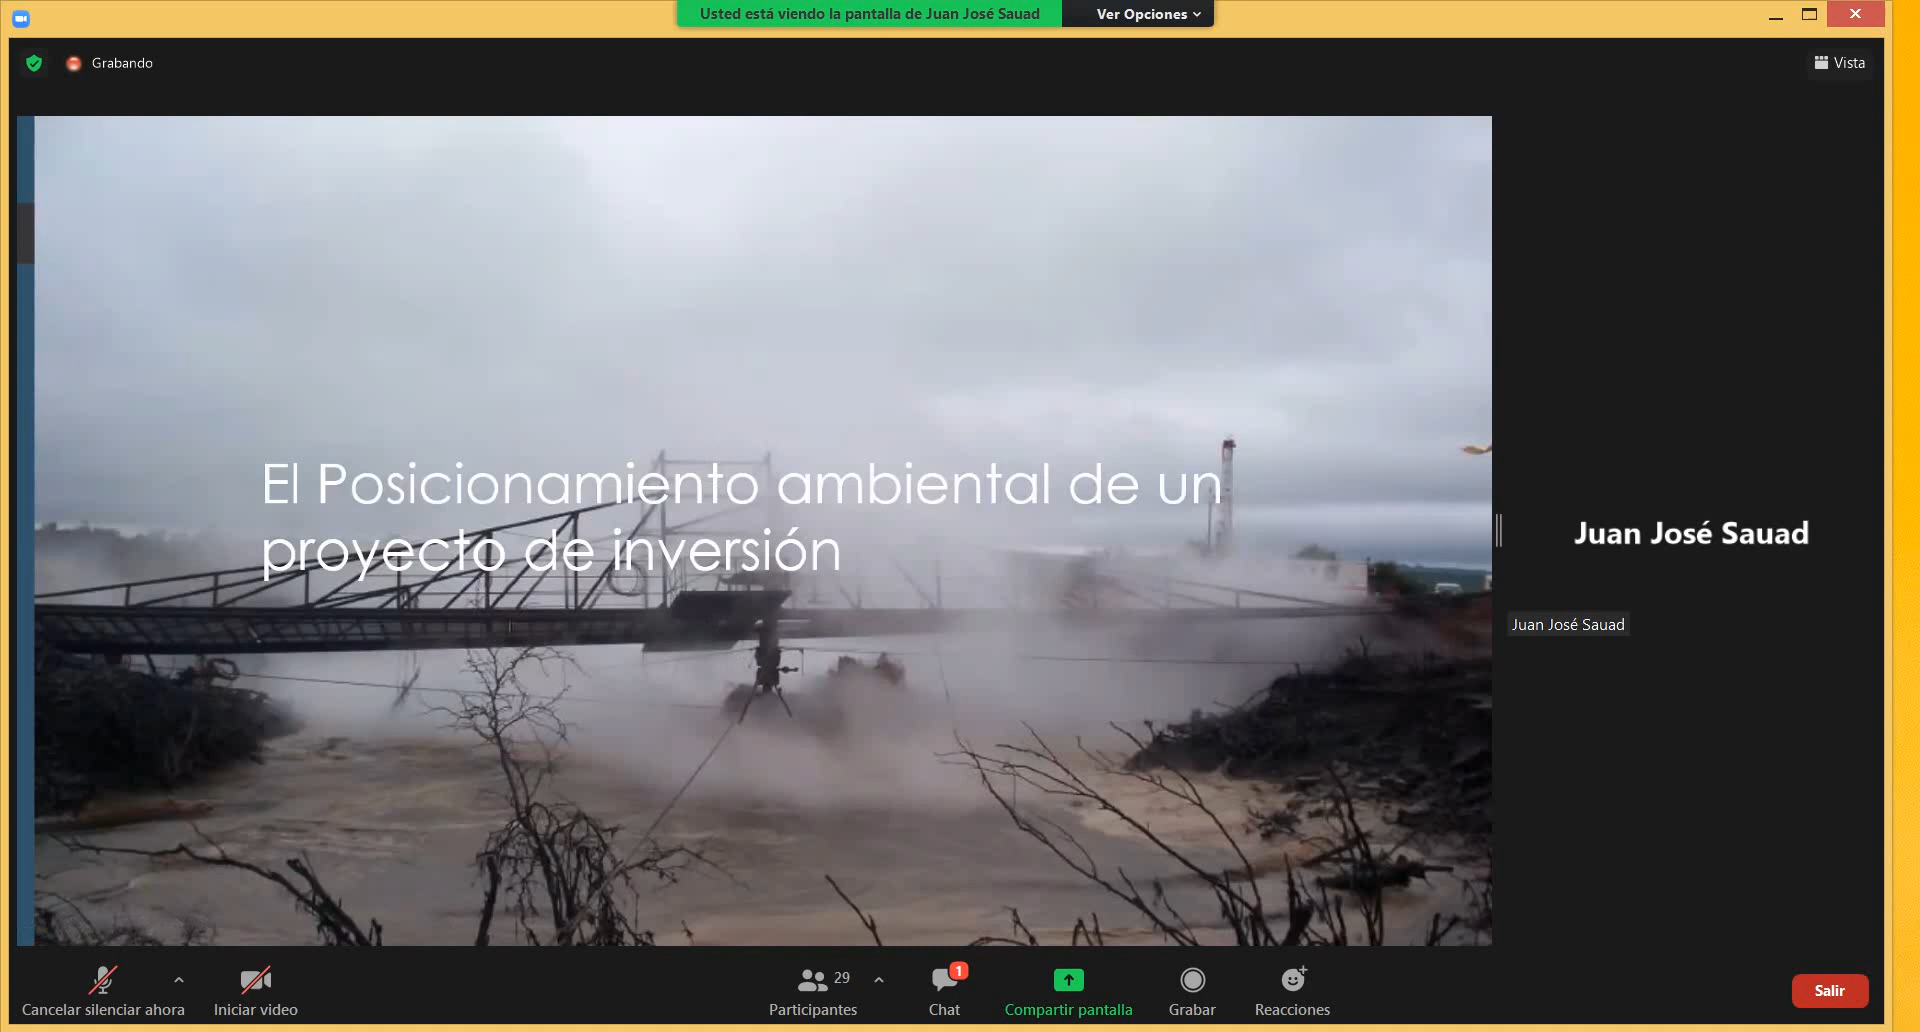 Usted está viendo la pantalla de Juan José Sauad
Ver Opciones
Grabando
Vista
El Posicionamiento ambiental de un
proyecto de inversión
Juan José Sauad
Juan José Sauad
Cancelar silenciar ahora
Iniciar video
29
Participantes
1
Chat
Compartir pantalla
Grabar
Reacciones
Salir